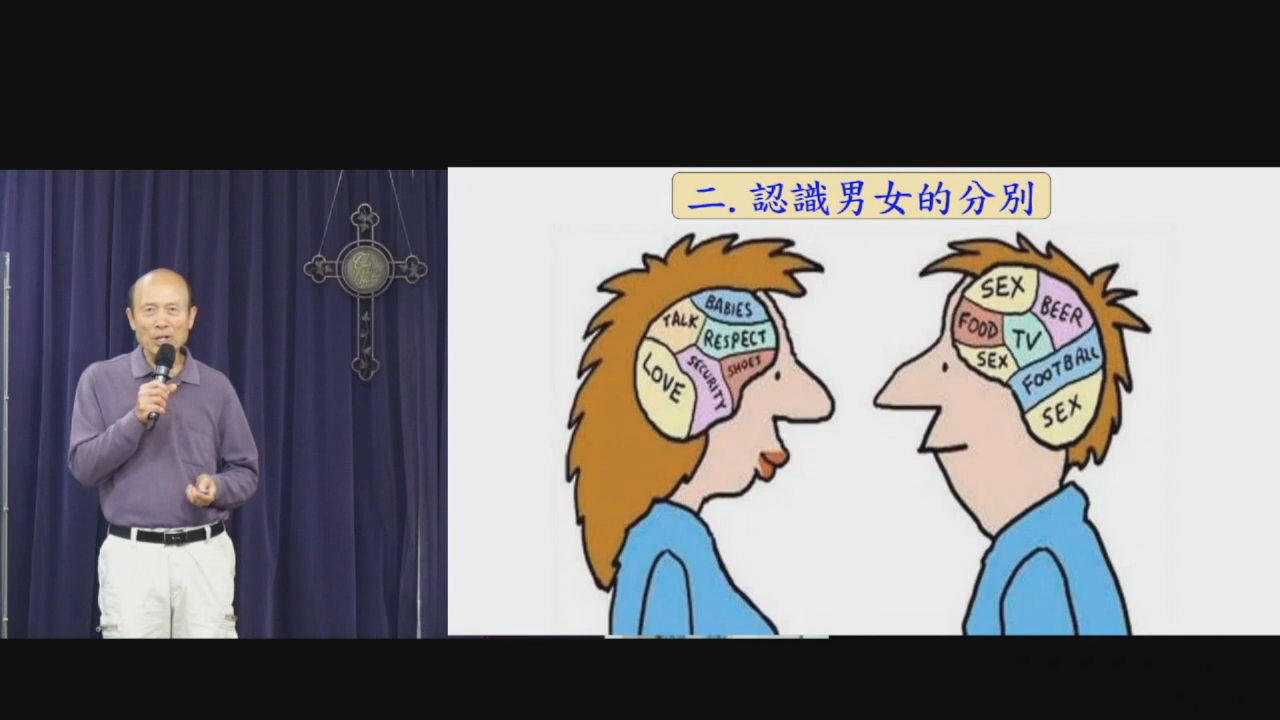 二. 認識男女的分別
BABIES
TALK
RESPECT
LOVE
SECURITY
SHOES
SEX
BEER
FOOD
TV
SEX
FOOTBALL
SEX